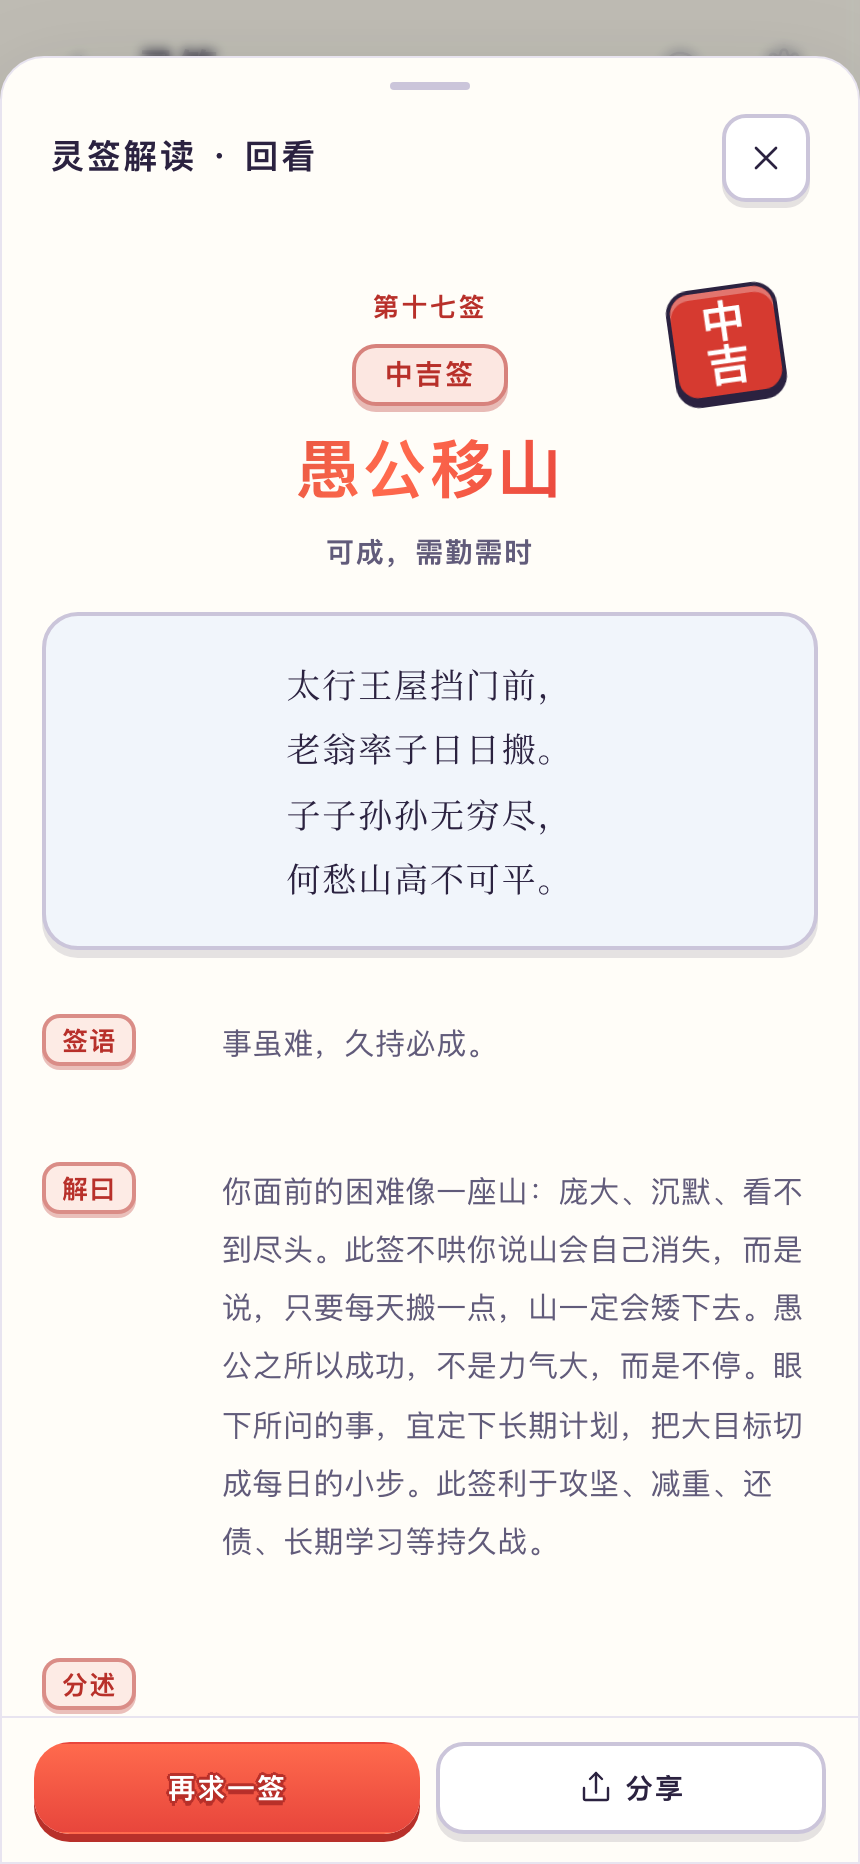 灵签解读 · 回看
第十七签
中吉
中吉签
愚公移山
可成，需勤需时
太行王屋挡门前，
老翁率子日日搬。
子子孙孙无穷尽，
何愁山高不可平。
签语
事虽难，久持必成。
解曰
你面前的困难像一座山：庞大、沉默、看不
到尽头。此签不哄你说山会自己消失，而是
说，只要每天搬一点，山一定会矮下去。愚
公之所以成功，不是力气大，而是不停。眼
下所问的事，宜定下长期计划，把大目标切
成每日的小步。此签利于攻坚、减重、还
债、长期学习等持久战。
分述
再求一签
分享